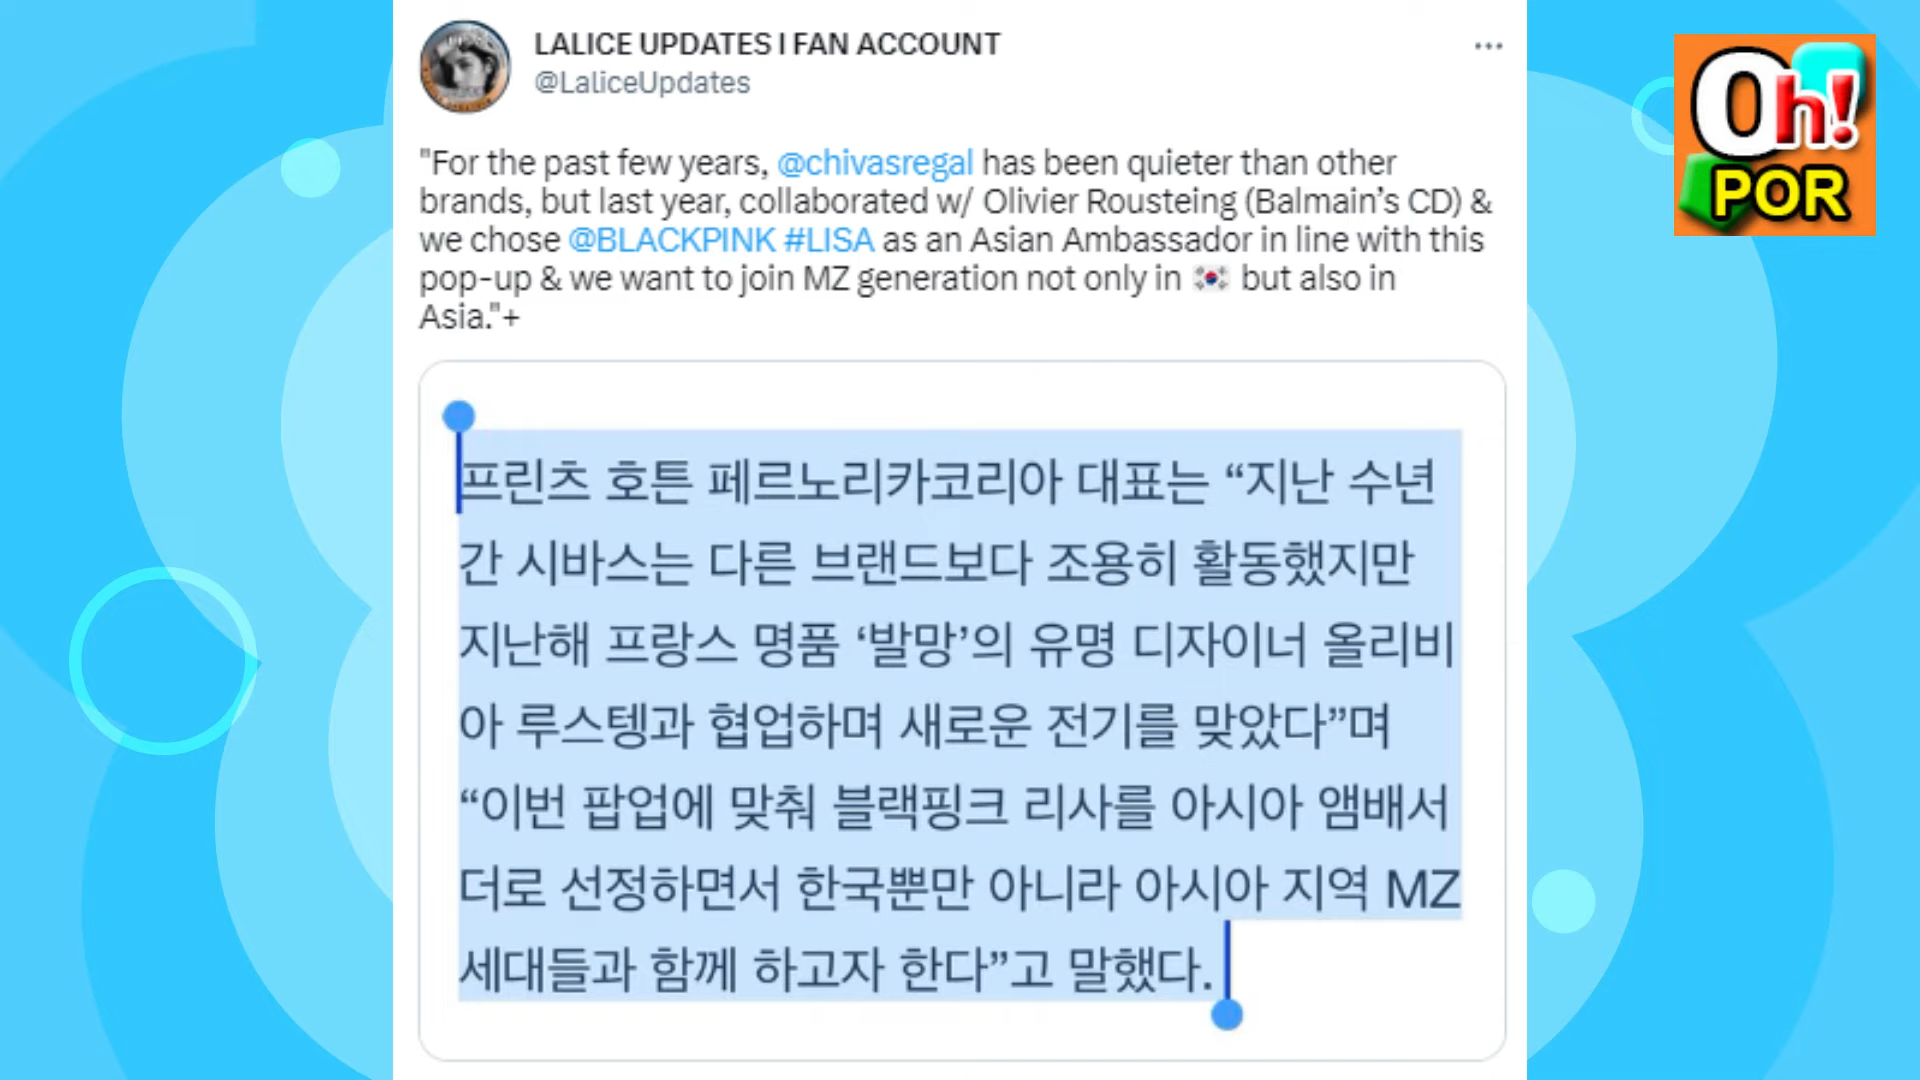 LALICE UPDATES I FAN ACCOUNT
@LaliceUpdates
"For the past few years, @chivasregal has been quieter than other
brands, but last year, collaborated w/ Olivier Rousteing (Balmain’s CD) &
we chose @BLACKPINK #LISA as an Asian Ambassador in line with this
pop-up & we want to join MZ generation not only in 🇰🇷 but also in
Asia."+
프린츠 호튼 페르노리카코리아 대표는 “지난 수년
간 시바스는 다른 브랜드보다 조용히 활동했지만
지난해 프랑스 명품 ‘발망’의 유명 디자이너 올리비
아 루스텡과 협업하며 새로운 전기를 맞았다”며
“이번 팝업에 맞춰 블랙핑크 리사를 아시아 앰배서
더로 선정하면서 한국뿐만 아니라 아시아 지역 MZ
세대들과 함께 하고자 한다”고 말했다.
Oh!
POR